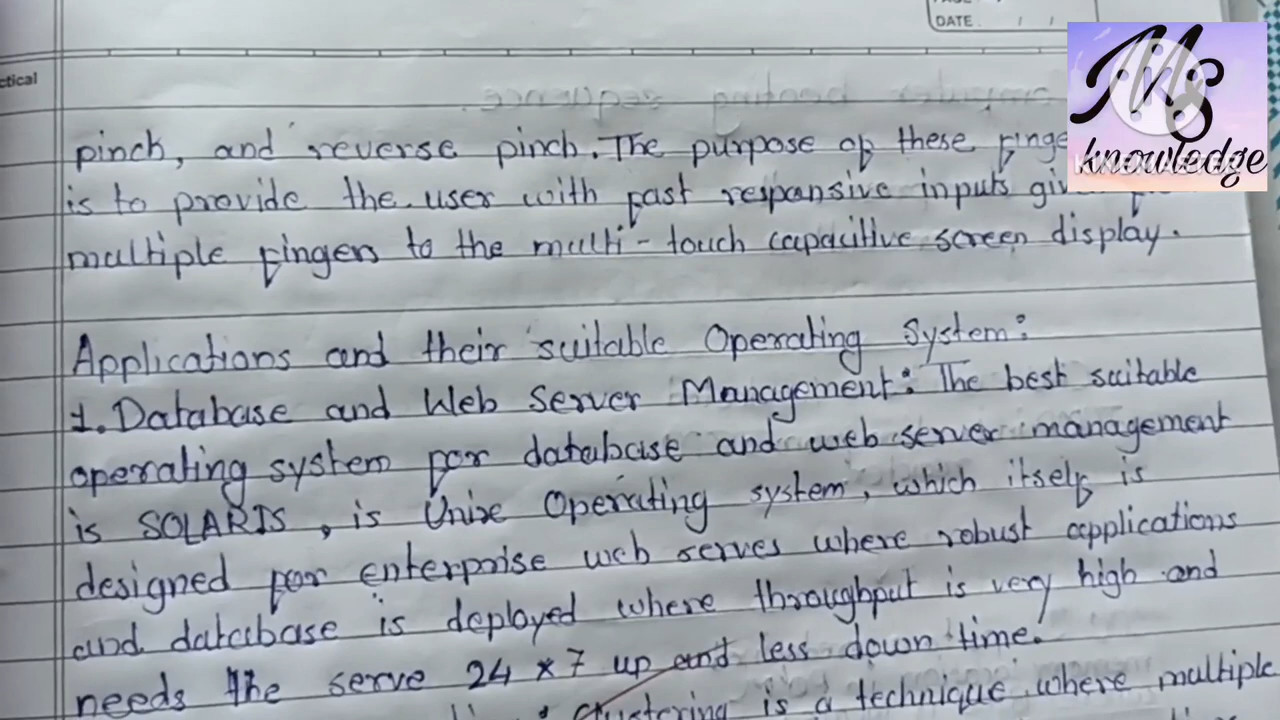 DATE / /
ctical
pinch, and reverse pinch. The purpose of these finge
is to provide the user with fast responsive inputs gi
multiple fingers to the multi-touch capacitive screen display.
Applications and their suitable Operating System:
1. Database and Web Server Management: The best suitable
operating system for database and web server management
is SOLARIS, is Unix Operating system, which itself is
designed for enterprise web serves where robust applications
and database is deployed where throughput is very high and
needs the serve 24 * 7 up and less down time.
clustering is a technique where multiple
MS
knowledge